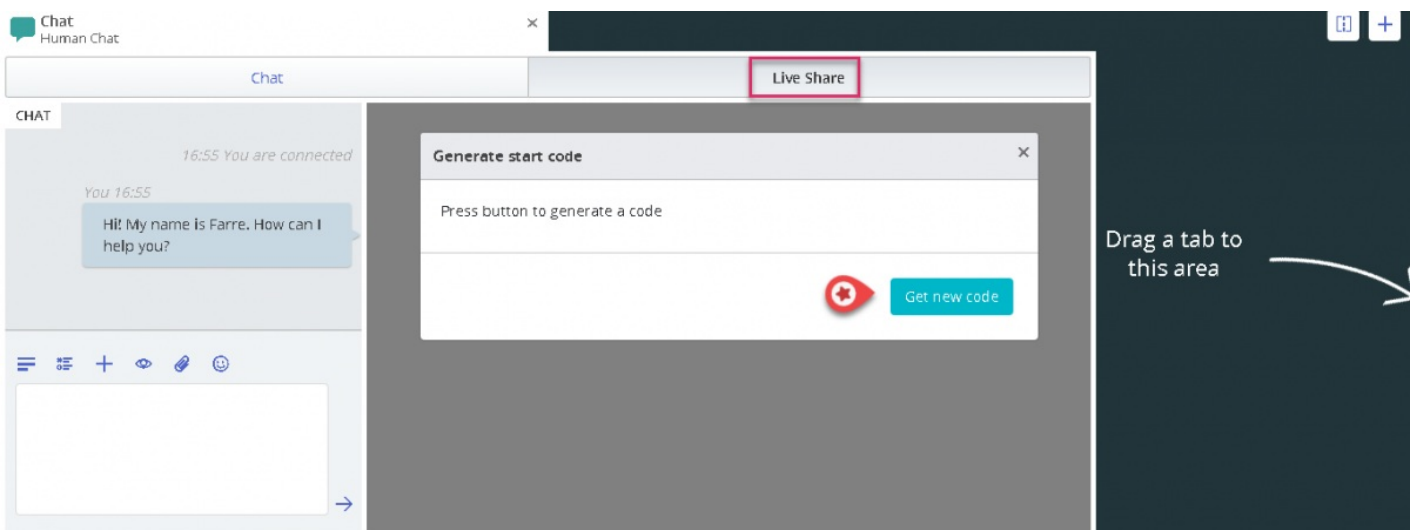 Chat
Human Chat
Chat
Live Share
CHAT
16:55 You are connected
You 16:55
Hi! My name is Farre. How can I
help you?
Generate start code
Press button to generate a code
Get new code
Drag a tab to
this area